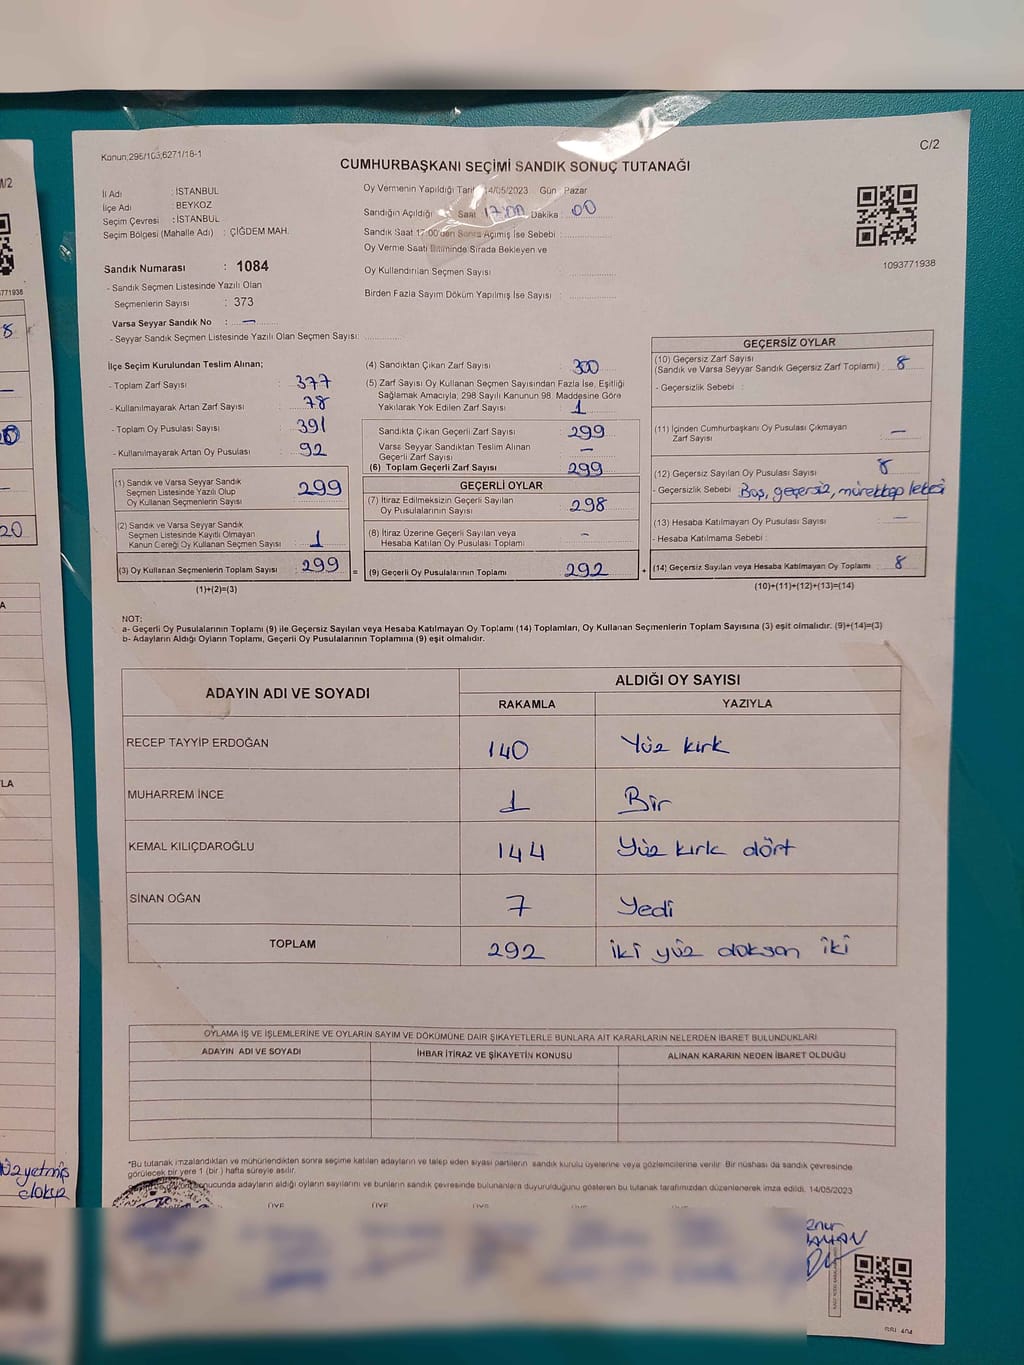 Konun;298/103,6271/18-1
C/2
CUMHURBAŞKANI SEÇİMİ SANDIK SONUÇ TUTANAĞI
İl Adı : İSTANBUL
İlçe Adı : BEYKOZ
Seçim Çevresi : İSTANBUL
Seçim Bölgesi (Mahalle Adı) : ÇİĞDEM MAH.
Sandık Numarası : 1084
- Sandık Seçmen Listesinde Yazılı Olan
Seçmenlerin Sayısı : 373
Varsa Seyyar Sandık No : —
- Seyyar Sandık Seçmen Listesinde Yazılı Olan Seçmen Sayısı:
Oy Vermenin Yapıldığı Tarih 14/05/2023 Gün Pazar
Sandığın Açıldığı Saat 17:00 Dakika : 00
Sandık Saat 17:00'den Sonra Açılmış İse Sebebi :
Oy Verme Saati Bitiminde Sırada Bekleyen ve
Oy Kullandırılan Seçmen Sayısı :
Birden Fazla Sayım Döküm Yapılmış İse Sayısı :
1093771938
İlçe Seçim Kurulundan Teslim Alınan;
- Toplam Zarf Sayısı : 377
- Kullanılmayarak Artan Zarf Sayısı : 78
- Toplam Oy Pusulası Sayısı : 391
- Kullanılmayarak Artan Oy Pusulası : 92
(1) Sandık ve Varsa Seyyar Sandık
Seçmen Listesinde Yazılı Olup
Oy Kullanan Seçmenlerin Sayısı 299
(2) Sandık ve Varsa Seyyar Sandık
Seçmen Listesinde Kayıtlı Olmayan
Kanun Gereği Oy Kullanan Seçmen Sayısı 1
(3) Oy Kullanan Seçmenlerin Toplam Sayısı 299
(1)+(2)=(3)
(4) Sandıktan Çıkan Zarf Sayısı : 300
(5) Zarf Sayısı Oy Kullanan Seçmen Sayısından Fazla İse, Eşitliği
Sağlamak Amacıyla; 298 Sayılı Kanunun 98. Maddesine Göre
Yakılarak Yok Edilen Zarf Sayısı : 1
Sandıkta Çıkan Geçerli Zarf Sayısı 299
Varsa Seyyar Sandıktan Teslim Alınan
Geçerli Zarf Sayısı —
(6) Toplam Geçerli Zarf Sayısı 299
GEÇERLİ OYLAR
(7) İtiraz Edilmeksizin Geçerli Sayılan
Oy Pusulalarının Sayısı 298
(8) İtiraz Üzerine Geçerli Sayılan veya
Hesaba Katılan Oy Pusulası Toplamı -
= (9) Geçerli Oy Pusulalarının Toplamı 292 +
GEÇERSİZ OYLAR
(10) Geçersiz Zarf Sayısı
(Sandık ve Varsa Seyyar Sandık Geçersiz Zarf Toplamı) : 8
- Geçersizlik Sebebi :
(11) İçinden Cumhurbaşkanı Oy Pusulası Çıkmayan
Zarf Sayısı —
(12) Geçersiz Sayılan Oy Pusulası Sayısı 8
- Geçersizlik Sebebi : Boş, geçersiz, mürekkep lekesi
(13) Hesaba Katılmayan Oy Pusulası Sayısı —
- Hesaba Katılmama Sebebi :
(14) Geçersiz Sayılan veya Hesaba Katılmayan Oy Toplamı 8
(10)+(11)+(12)+(13)=(14)
NOT:
a- Geçerli Oy Pusulalarının Toplamı (9) ile Geçersiz Sayılan veya Hesaba Katılmayan Oy Toplamı (14) Toplamları, Oy Kullanan Seçmenlerin Toplam Sayısına (3) eşit olmalıdır. (9)+(14)=(3)
b- Adayların Aldığı Oyların Toplamı, Geçerli Oy Pusulalarının Toplamına (9) eşit olmalıdır.
ADAYIN ADI VE SOYADI
ALDIĞI OY SAYISI
RAKAMLA YAZIYLA
RECEP TAYYİP ERDOĞAN 140 Yüz kırk
MUHARREM İNCE 1 Bir
KEMAL KILIÇDAROĞLU 144 Yüz kırk dört
SİNAN OĞAN 7 Yedi
TOPLAM 292 iki yüz doksan iki
OYLAMA İŞ VE İŞLEMLERİNE VE OYLARIN SAYIM VE DÖKÜMÜNE DAİR ŞİKAYETLERLE BUNLARA AİT KARARLARIN NELERDEN İBARET BULUNDUKLARI
ADAYIN ADI VE SOYADI İHBAR İTİRAZ VE ŞİKAYETİN KONUSU ALINAN KARARIN NEDEN İBARET OLDUĞU
*Bu tutanak imzalandıktan ve mühürlendikten sonra seçime katılan adayların ve talep eden siyasi partilerin sandık kurulu üyelerine veya gözlemcilerine verilir. Bir nüshası da sandık çevresinde
görülecek bir yere 1 (bir ) hafta süreyle asılır.
sonucunda adayların aldığı oyların sayılarını ve bunların sandık çevresinde bulunanlara duyurulduğunu gösteren bu tutanak tarafımızdan düzenlenerek imza edildi. 14/05/2023
ÜYE ÜYE ÜYE ÜYE ÜYE